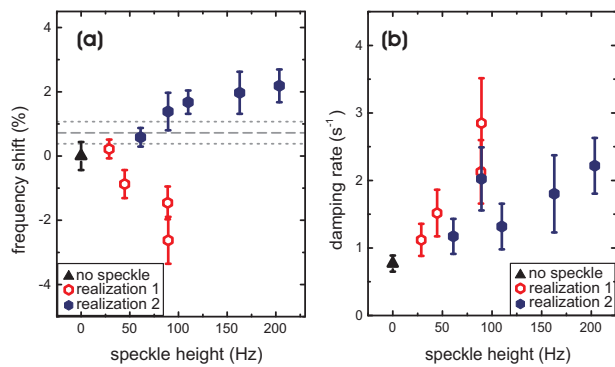 (a)
frequency shift (%)
4
2
0
-2
-4
no speckle
realization 1
realization 2
0 50 100 150 200
speckle height (Hz)
(b)
damping rate (s⁻¹)
4
3
2
1
0
no speckle
realization 1
realization 2
0 50 100 150 200
speckle height (Hz)